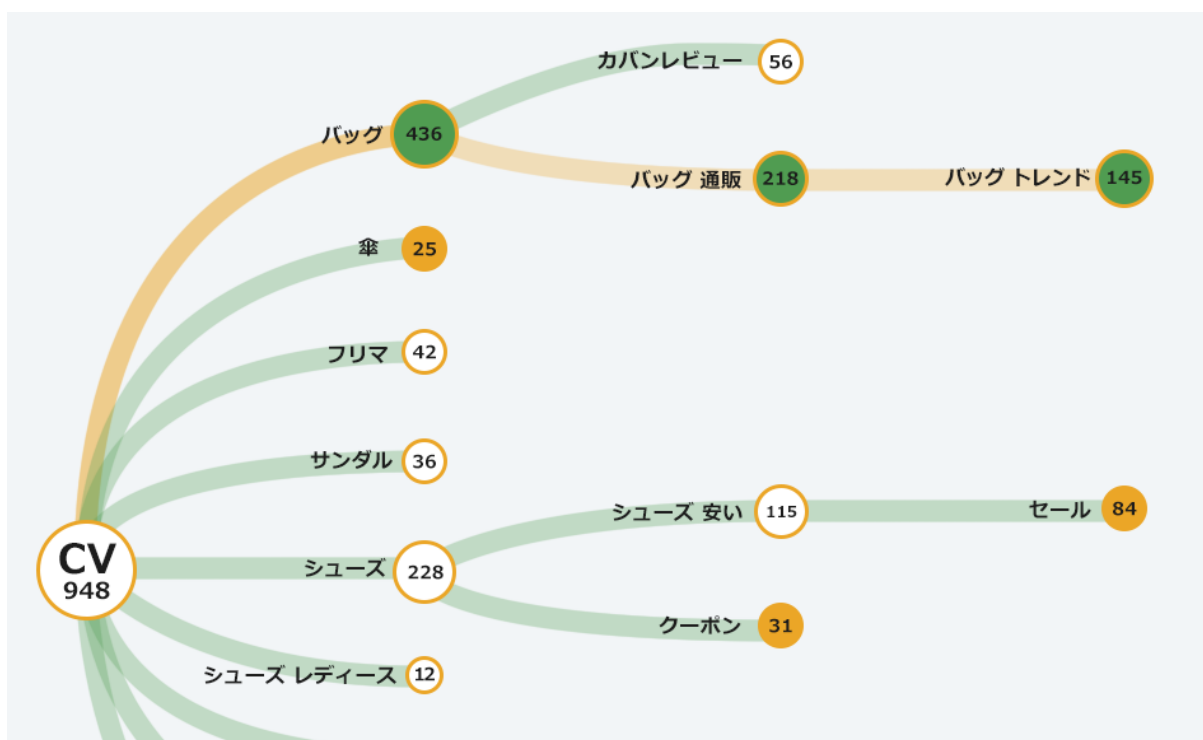 カバンレビュー 56
バッグ 436
バッグ 通販 218
バッグ トレンド 145
傘 25
フリマ 42
サンダル 36
CV
948
シューズ 228
シューズ 安い 115
セール 84
クーポン 31
シューズ レディース 12